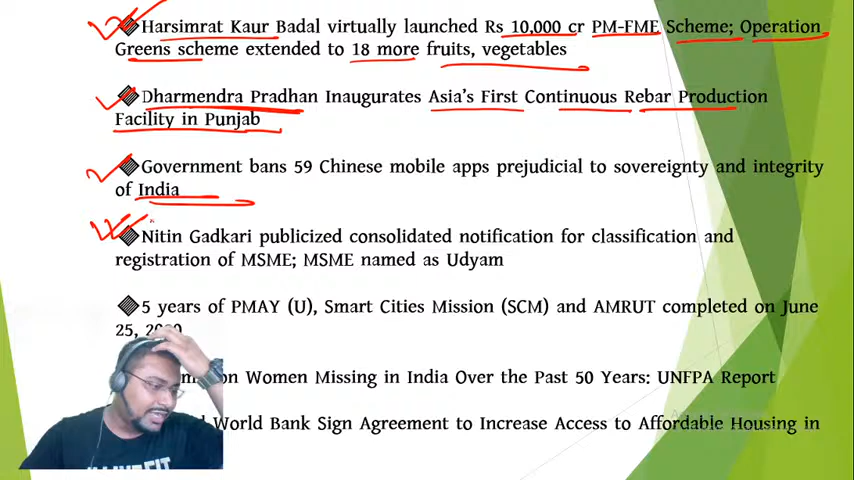 Harsimrat Kaur Badal virtually launched Rs 10,000 cr PM-FME Scheme; Operation
Greens scheme extended to 18 more fruits, vegetables
Dharmendra Pradhan Inaugurates Asia's First Continuous Rebar Production
Facility in Punjab
Government bans 59 Chinese mobile apps prejudicial to sovereignty and integrity
of India
Nitin Gadkari publicized consolidated notification for classification and
registration of MSME; MSME named as Udyam
5 years of PMAY (U), Smart Cities Mission (SCM) and AMRUT completed on June
25,
on Women Missing in India Over the Past 50 Years: UNFPA Report
World Bank Sign Agreement to Increase Access to Affordable Housing in